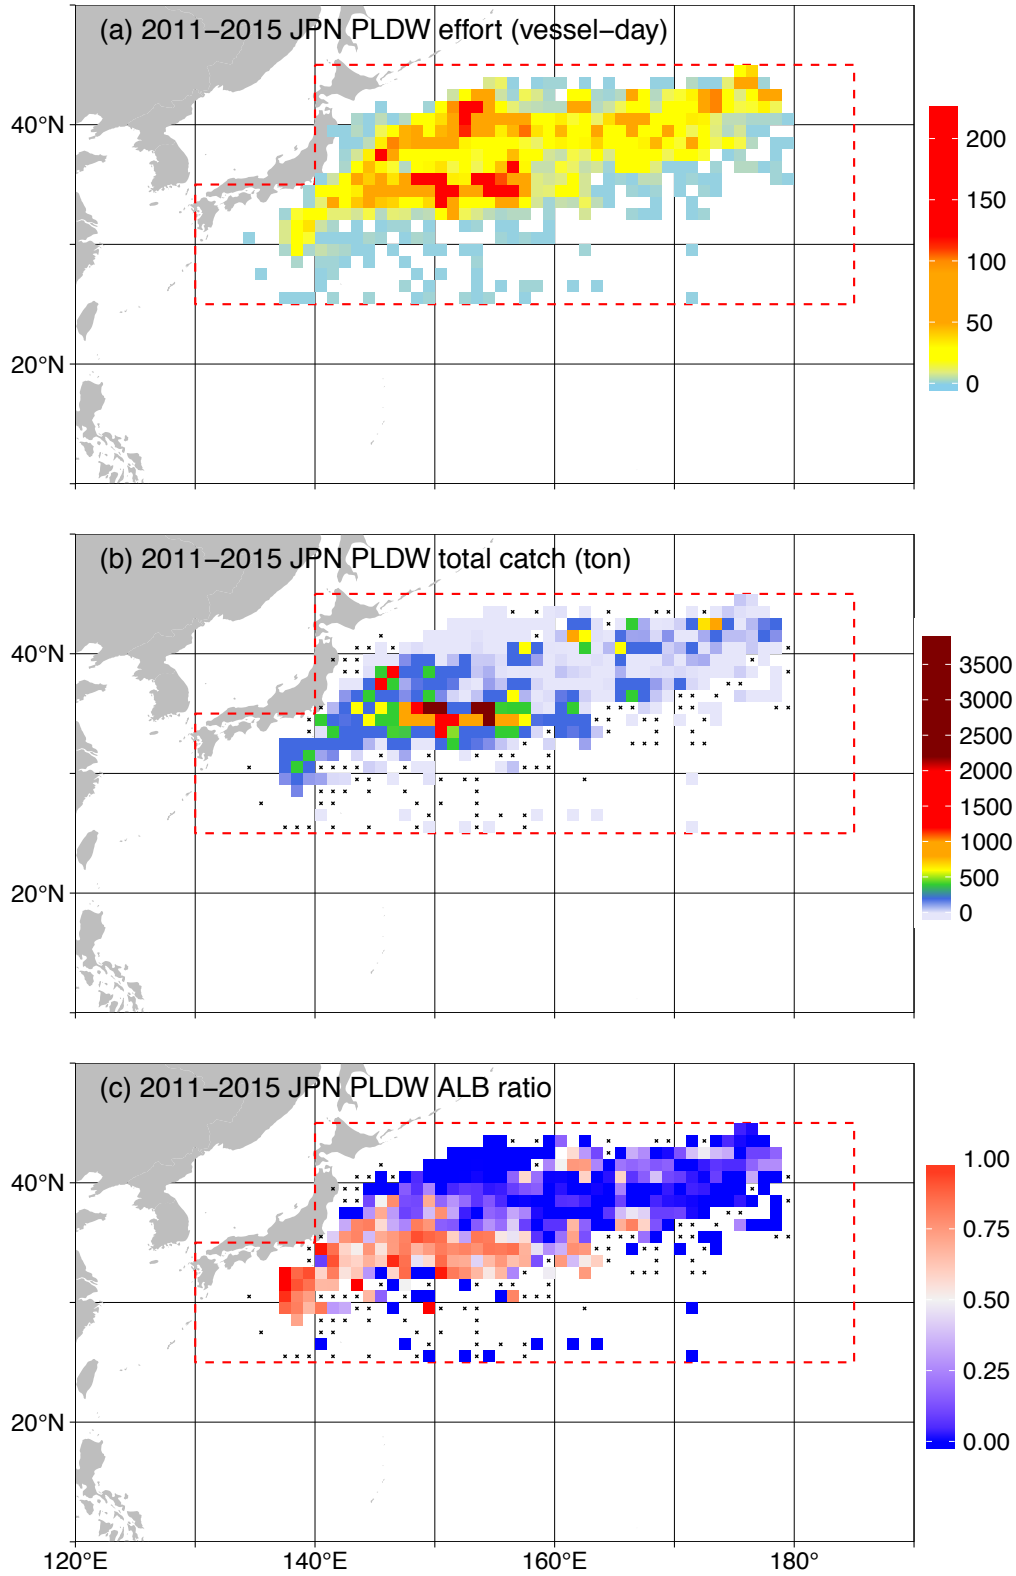 (a) 2011−2015 JPN PLDW effort (vessel−day)
40°N
20°N
200
150
100
50
0
(b) 2011−2015 JPN PLDW total catch (ton)
40°N
20°N
3500
3000
2500
2000
1500
1000
500
0
(c) 2011−2015 JPN PLDW ALB ratio
40°N
20°N
1.00
0.75
0.50
0.25
0.00
120°E 140°E 160°E 180°